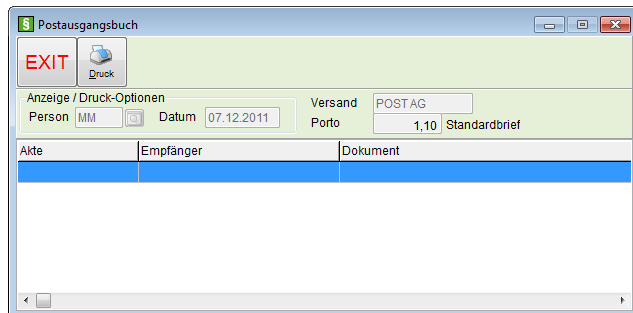 § Postausgangsbuch
EXIT
Druck
Anzeige / Druck-Optionen
Person MM Datum 07.12.2011
Versand POST AG
Porto 1,10 Standardbrief
Akte Empfänger Dokument